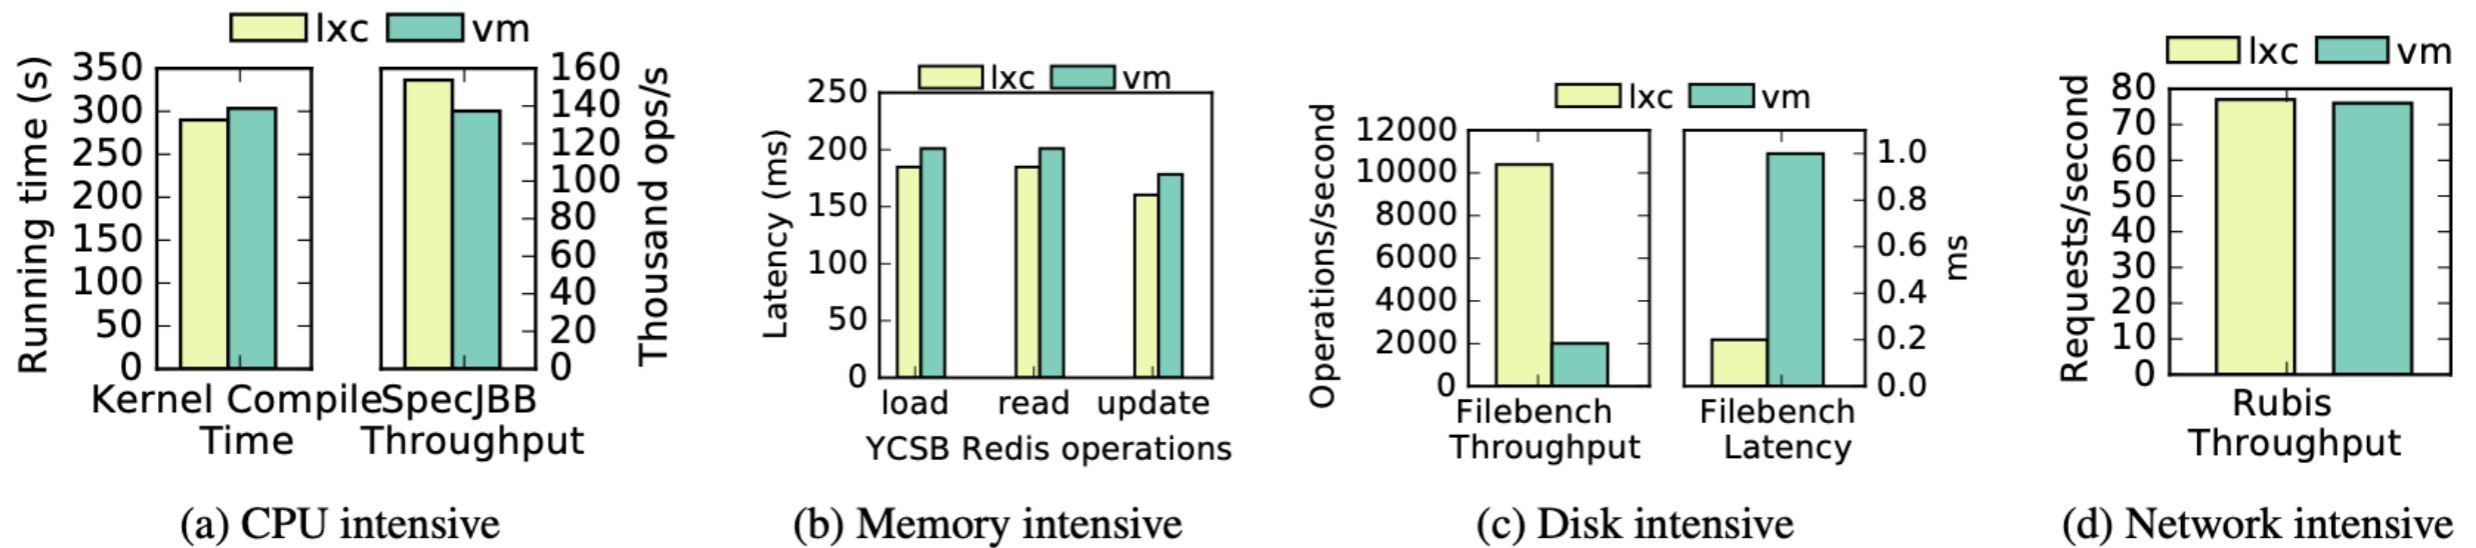 lxc vm
Running time (s)
350
300
250
200
150
100
50
0
160
140
120
100
80
60
40
20
0
Thousand ops/s
Kernel Compile
Time
SpecJBB
Throughput
(a) CPU intensive
lxc vm
Latency (ms)
250
200
150
100
50
0
load read update
YCSB Redis operations
(b) Memory intensive
lxc vm
Operations/second
12000
10000
8000
6000
4000
2000
0
1.0
0.8
0.6
0.4
0.2
0.0
ms
Filebench
Throughput
Filebench
Latency
(c) Disk intensive
lxc vm
Requests/second
80
70
60
50
40
30
20
10
0
Rubis
Throughput
(d) Network intensive